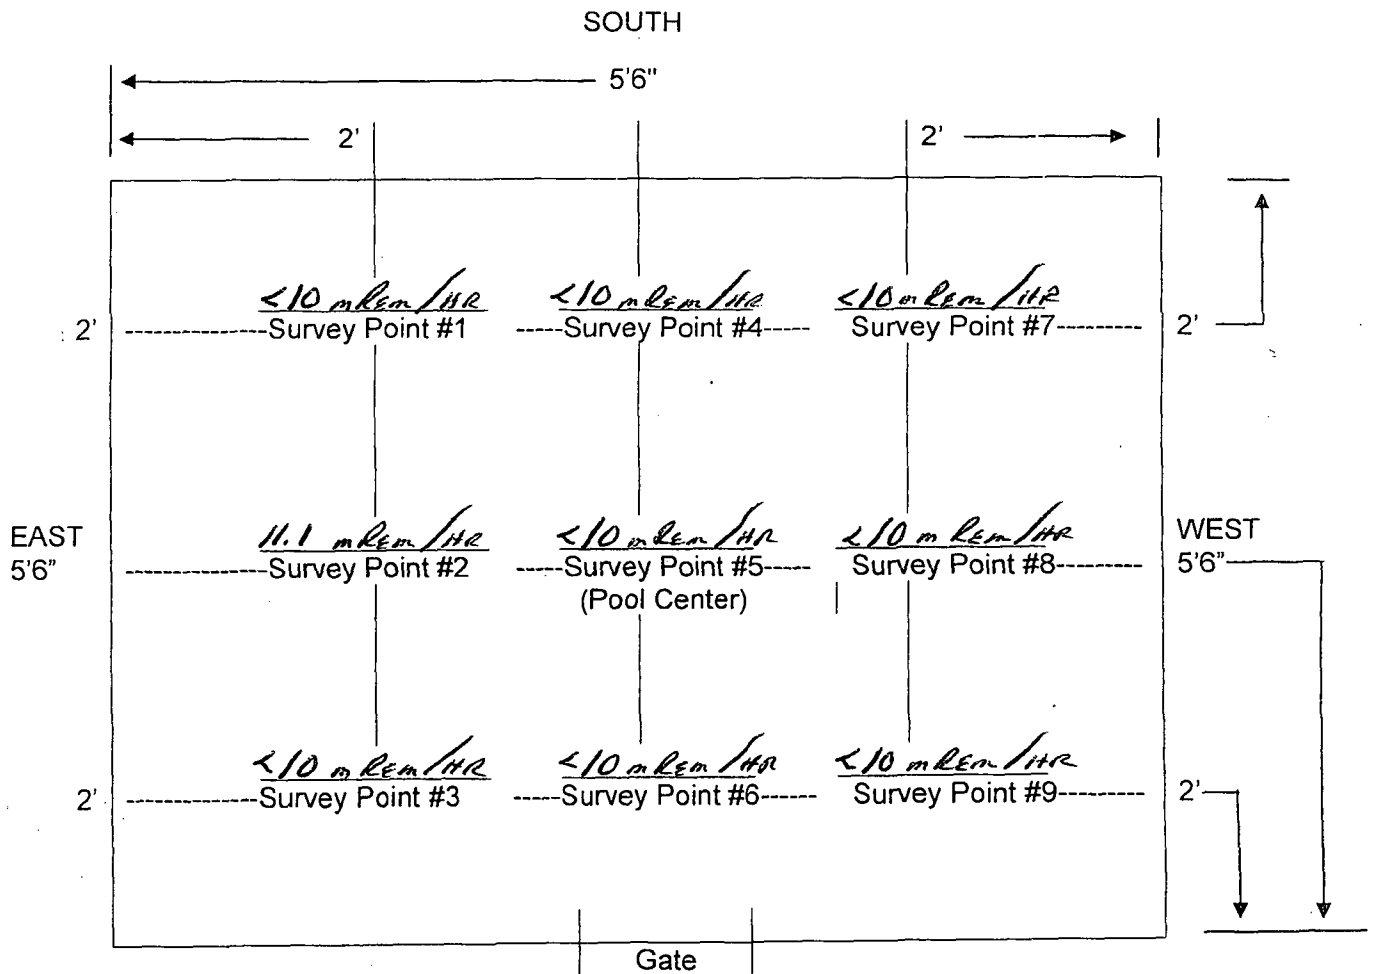 SOUTH
5'6"
2' 2'
<10 mRem/HR <10 mRem/HR <10 mRem/HR
2' Survey Point #1 Survey Point #4 Survey Point #7 2'
11.1 mRem/HR <10 mRem/HR <10 mRem/HR
EAST WEST
5'6" Survey Point #2 Survey Point #5 Survey Point #8 5'6"
(Pool Center)
<10 mRem/HR <10 mRem/HR <10 mRem/HR
2' Survey Point #3 Survey Point #6 Survey Point #9 2'
Gate